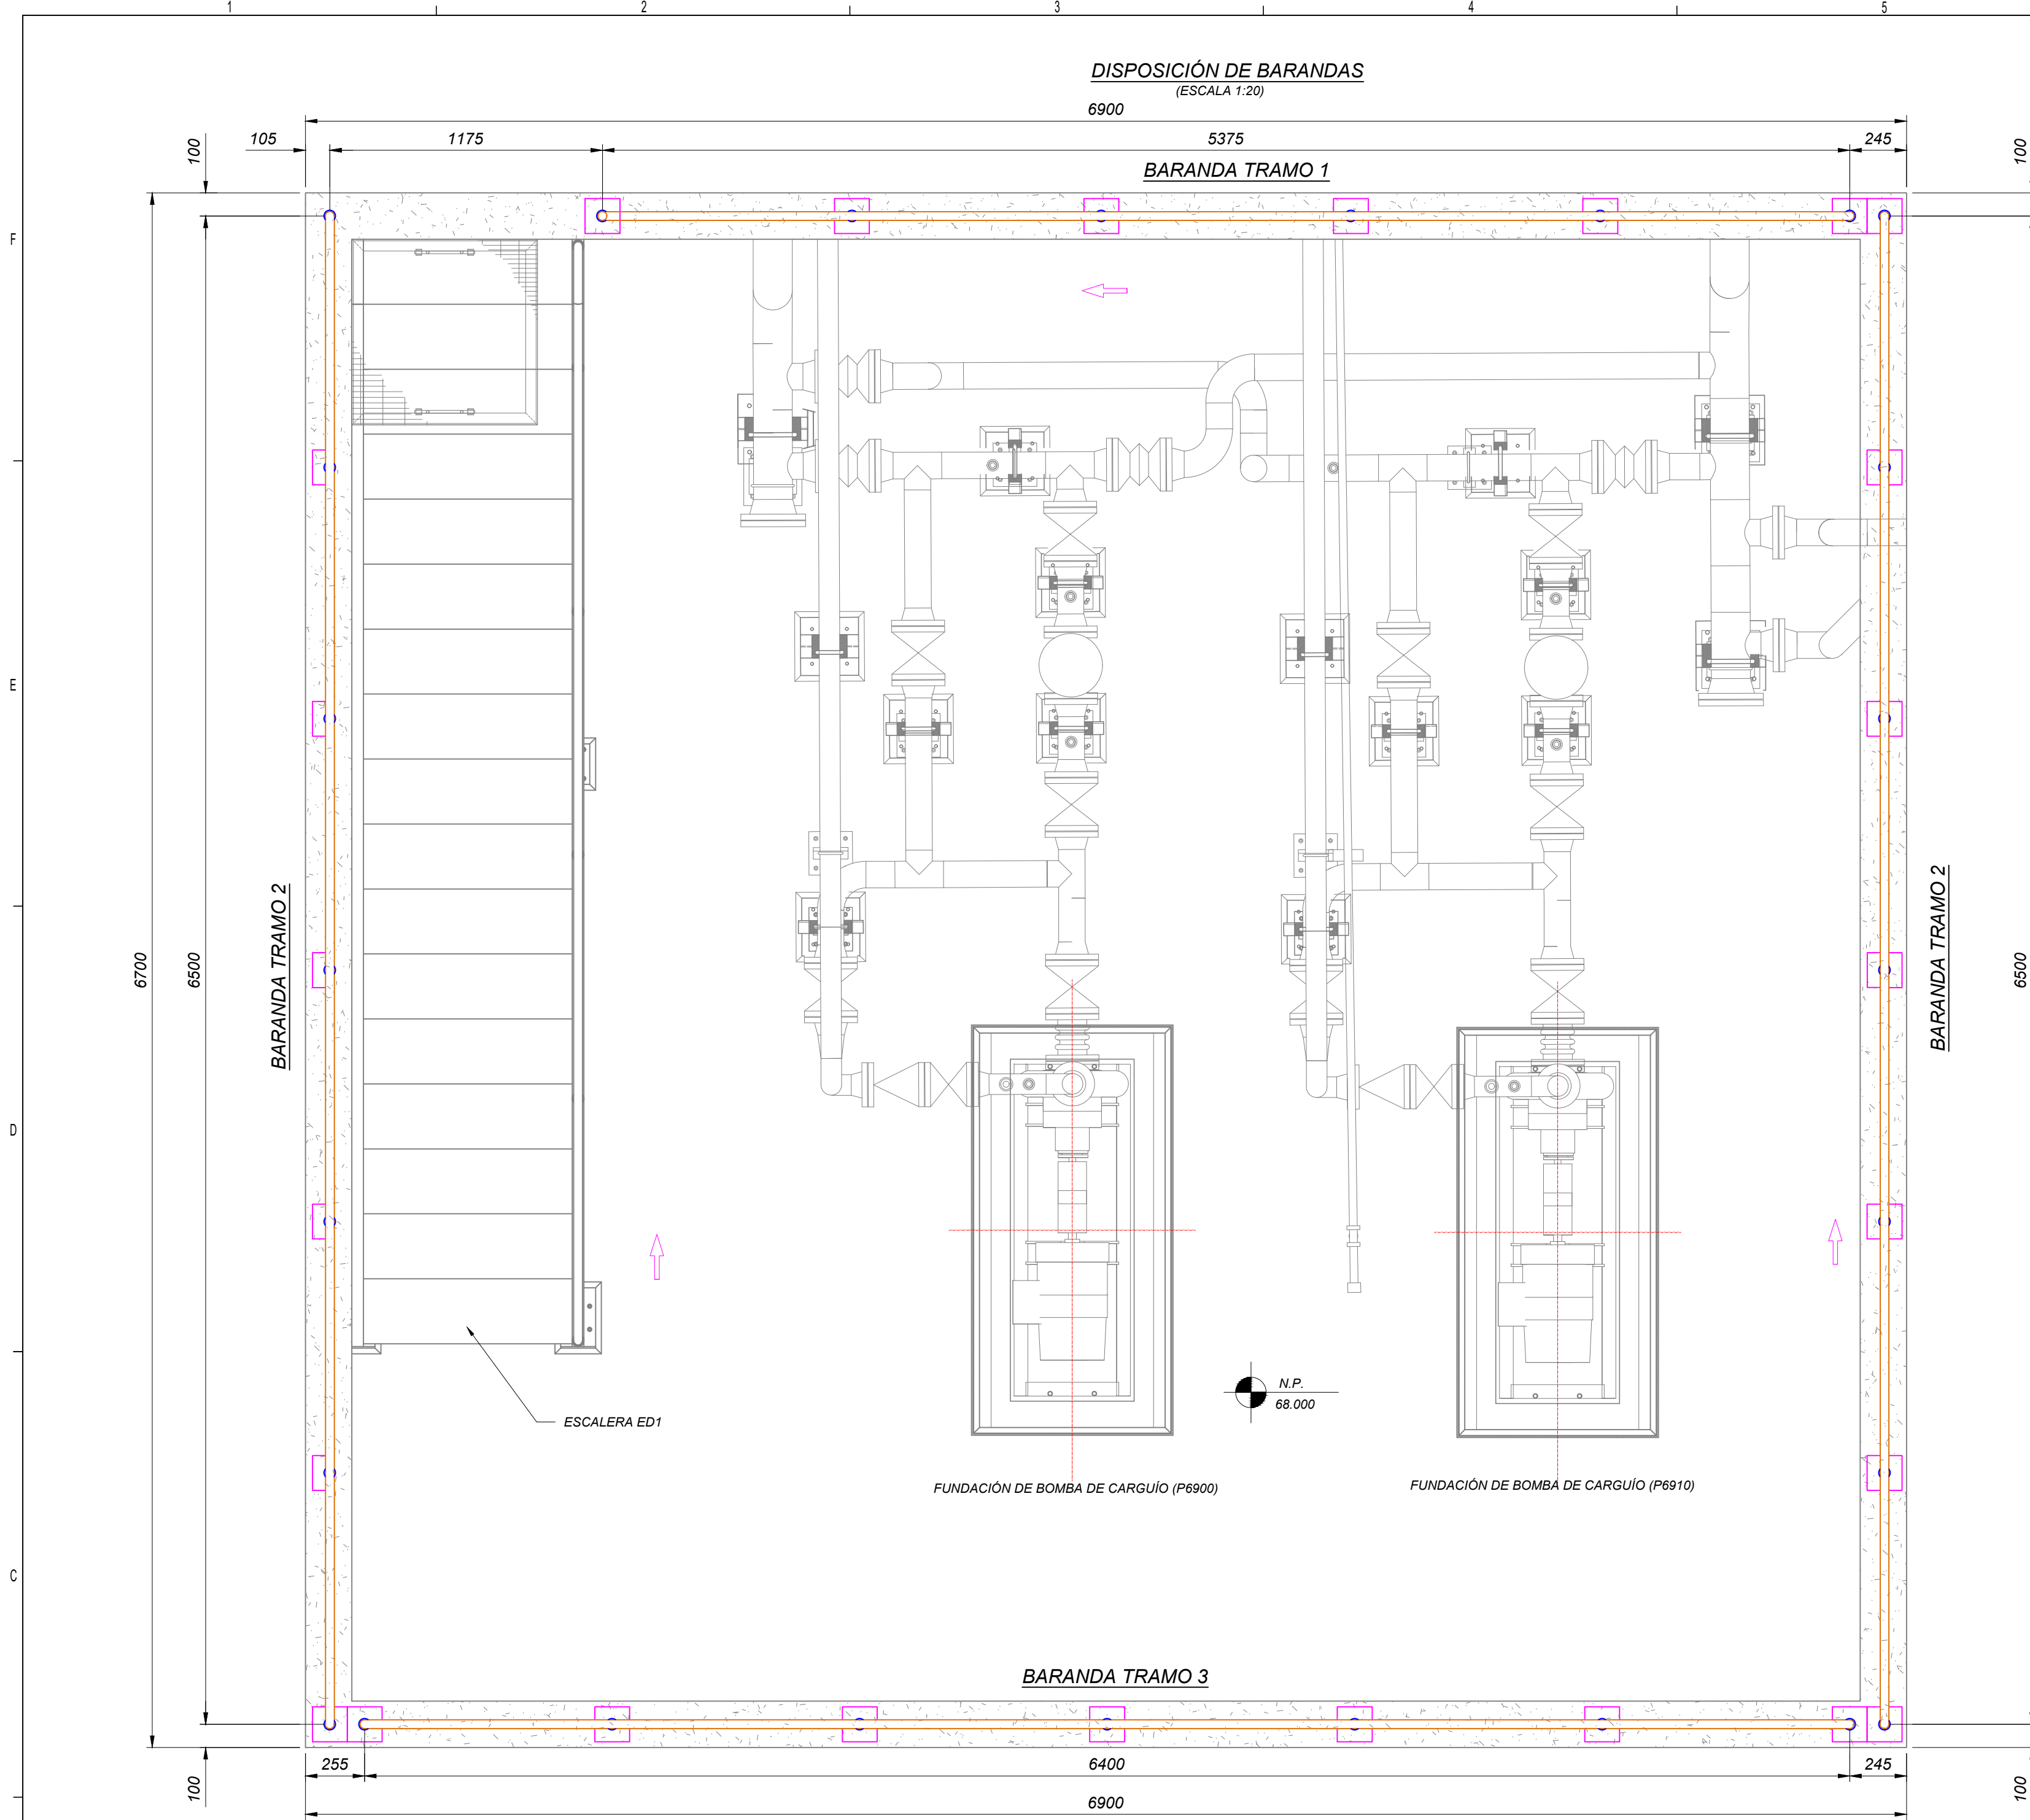 1 2 3 4 5
DISPOSICIÓN DE BARANDAS
(ESCALA 1:20)
6900
105 1175 5375 245
100 100
BARANDA TRAMO 1
F
E
D
C
6700
6500
BARANDA TRAMO 2
BARANDA TRAMO 2
6500
ESCALERA ED1
N.P.
68.000
FUNDACIÓN DE BOMBA DE CARGUÍO (P6900)
FUNDACIÓN DE BOMBA DE CARGUÍO (P6910)
BARANDA TRAMO 3
255 6400 245
100 100
6900